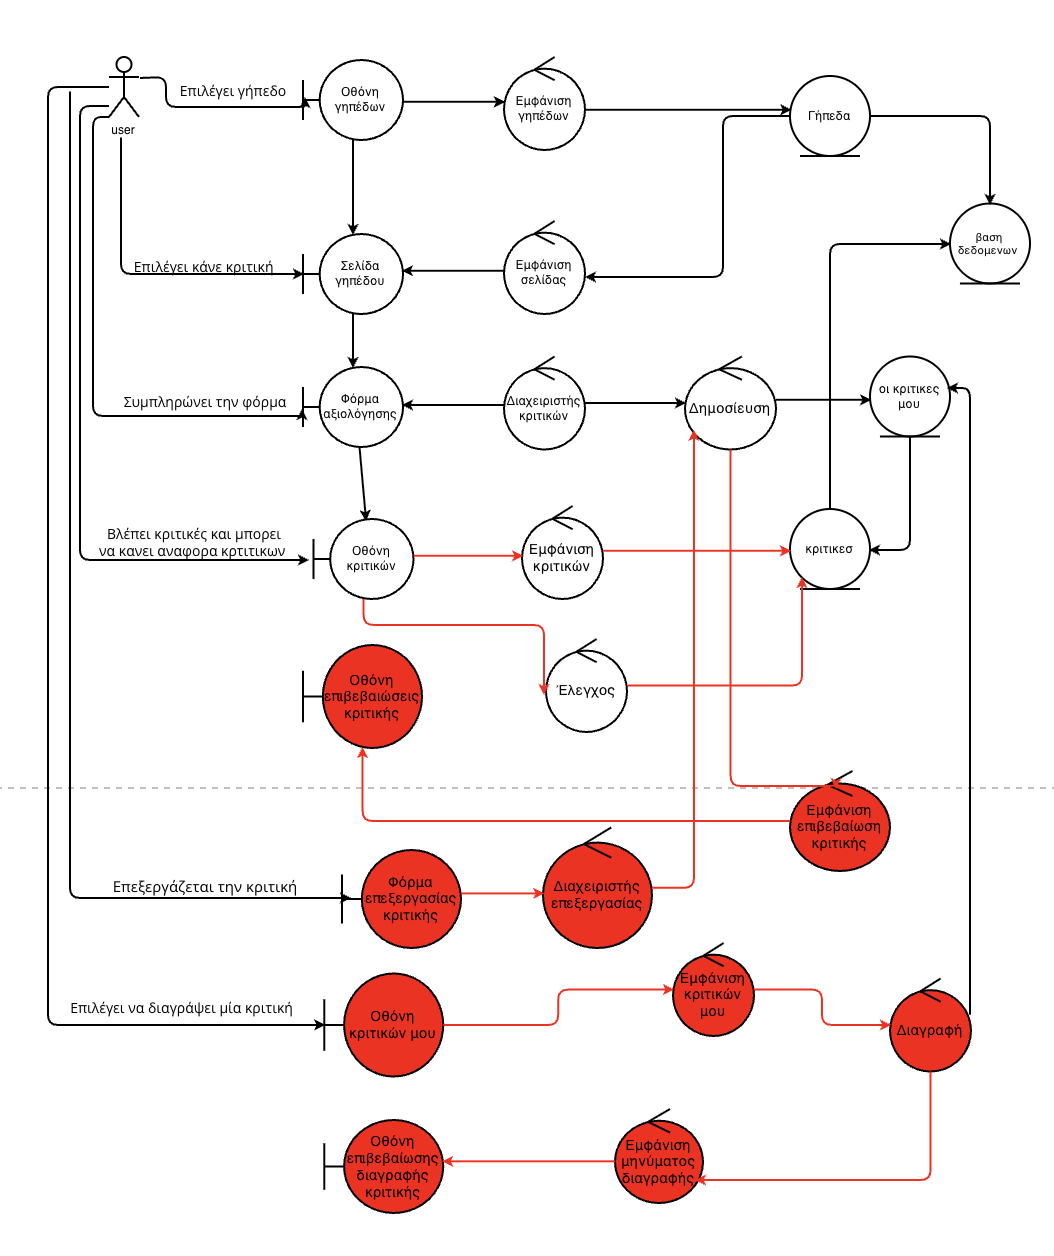 Επιλέγει γήπεδο
Οθόνη
γηπέδων
Εμφάνιση
γηπέδων
Γήπεδα
user
βαση
δεδομενων
Επιλέγει κάνε κριτική
Σελίδα
γηπέδου
Εμφάνιση
σελίδας
Συμπληρώνει την φόρμα
Φόρμα
αξιολόγησης
Διαχειριστής
κριτικών
Δημοσίευση
οι κριτικες
μου
Βλέπει κριτικές και μπορει
να κανει αναφορα κρτιτικων
Οθόνη
κριτικών
Εμφάνιση
κριτικών
κριτικεσ
Οθόνη
επιβεβαιώσεις
κριτικής
Έλεγχος
Εμφάνιση
επιβεβαίωση
κριτικής
Επεξεργάζεται την κριτική
Φόρμα
επεξεργασίας
κριτικής
Διαχειριστής
επεξεργασίας
Επιλέγει να διαγράψει μία κριτική
Οθόνη
κριτικών μου
Εμφάνιση
κριτικών
μου
Διαγραφή
Οθόνη
επιβεβαίωσης
διαγραφής
κριτικής
Εμφάνιση
μηνύματος
διαγραφής